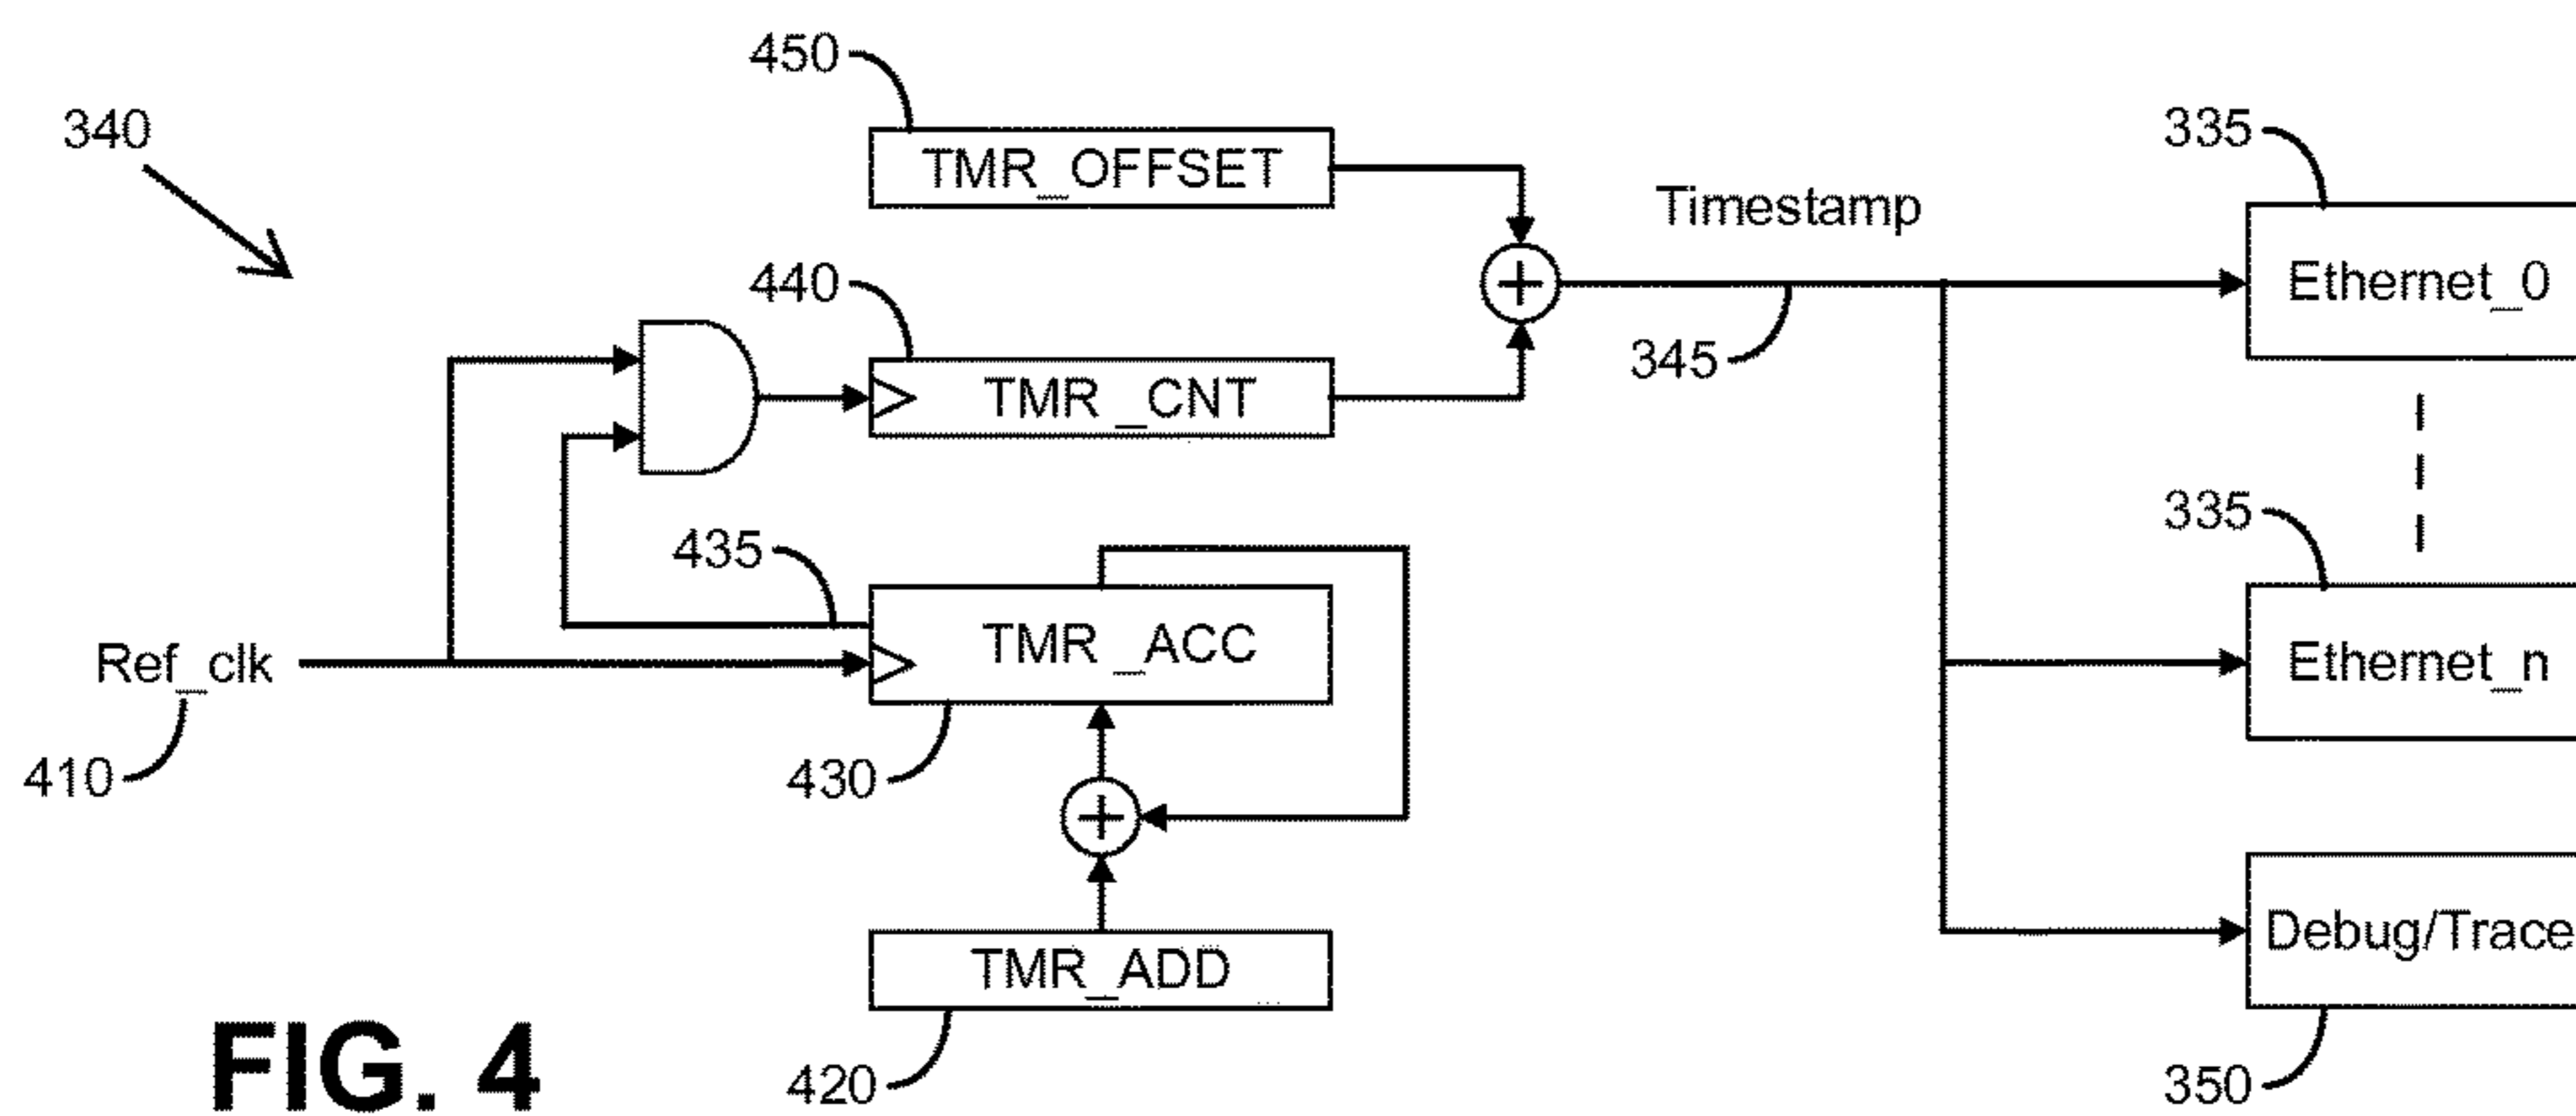 450
340
335
TMR_OFFSET
Timestamp
440
Ethernet_0
345
TMR_CNT
335
435
TMR_ACC
Ref_clk
Ethernet_n
410
430
Debug/Trace
TMR_ADD
FIG. 4
420
350